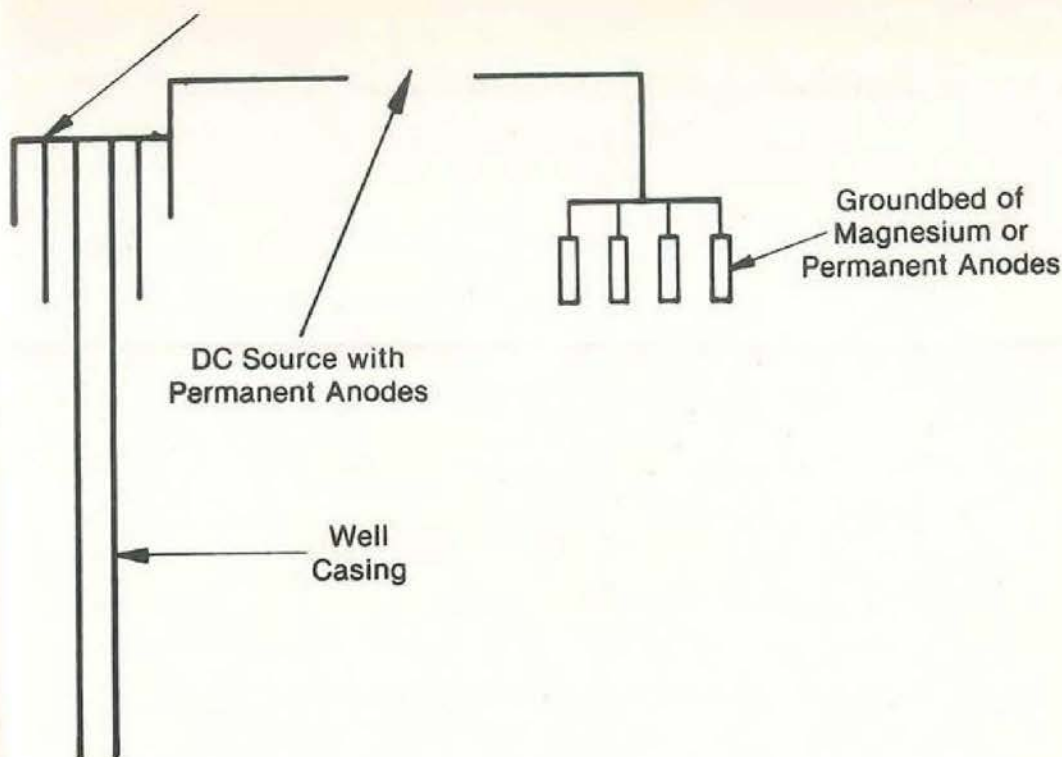 Groundbed of
Magnesium or
Permanent Anodes
DC Source with
Permanent Anodes
Well
Casing